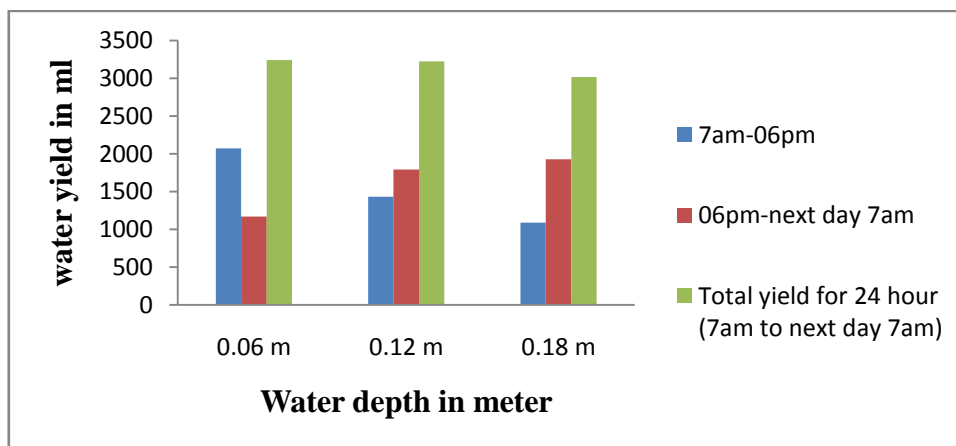 water yield in ml
3500
3000
2500
2000
1500
1000
500
0
0.06 m
0.12 m
0.18 m
Water depth in meter
7am-06pm
06pm-next day 7am
Total yield for 24 hour
(7am to next day 7am)